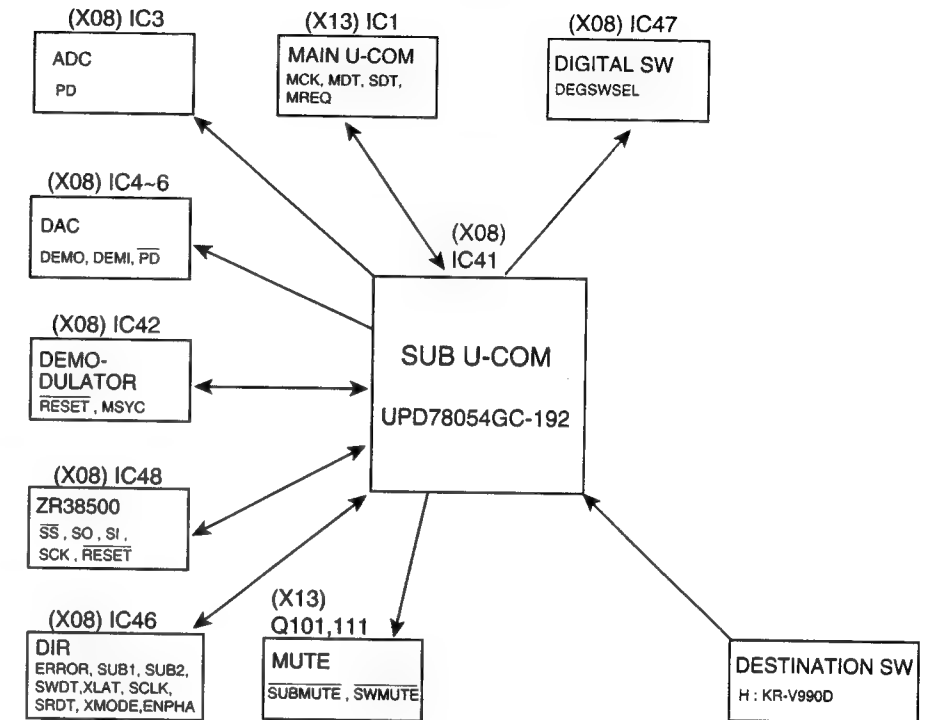 (X08) IC3
ADC
PD
(X13) IC1
MAIN U-COM
MCK, MDT, SDT,
MREQ
(X08) IC47
DIGITAL SW
DEGSWSEL
(X08) IC4~6
DAC
DEMO, DEMI, PD
(X08)
IC41
SUB U-COM
UPD78054GC-192
(X08) IC42
DEMO-
DULATOR
RESET , MSYC
(X08) IC48
ZR38500
SS , SO , SI ,
SCK , RESET
(X08) IC46
DIR
ERROR, SUB1, SUB2,
SWDT,XLAT, SCLK,
SRDT, XMODE,ENPHA
(X13)
Q101,111
MUTE
SUBMUTE , SWMUTE
DESTINATION SW
H : KR-V990D